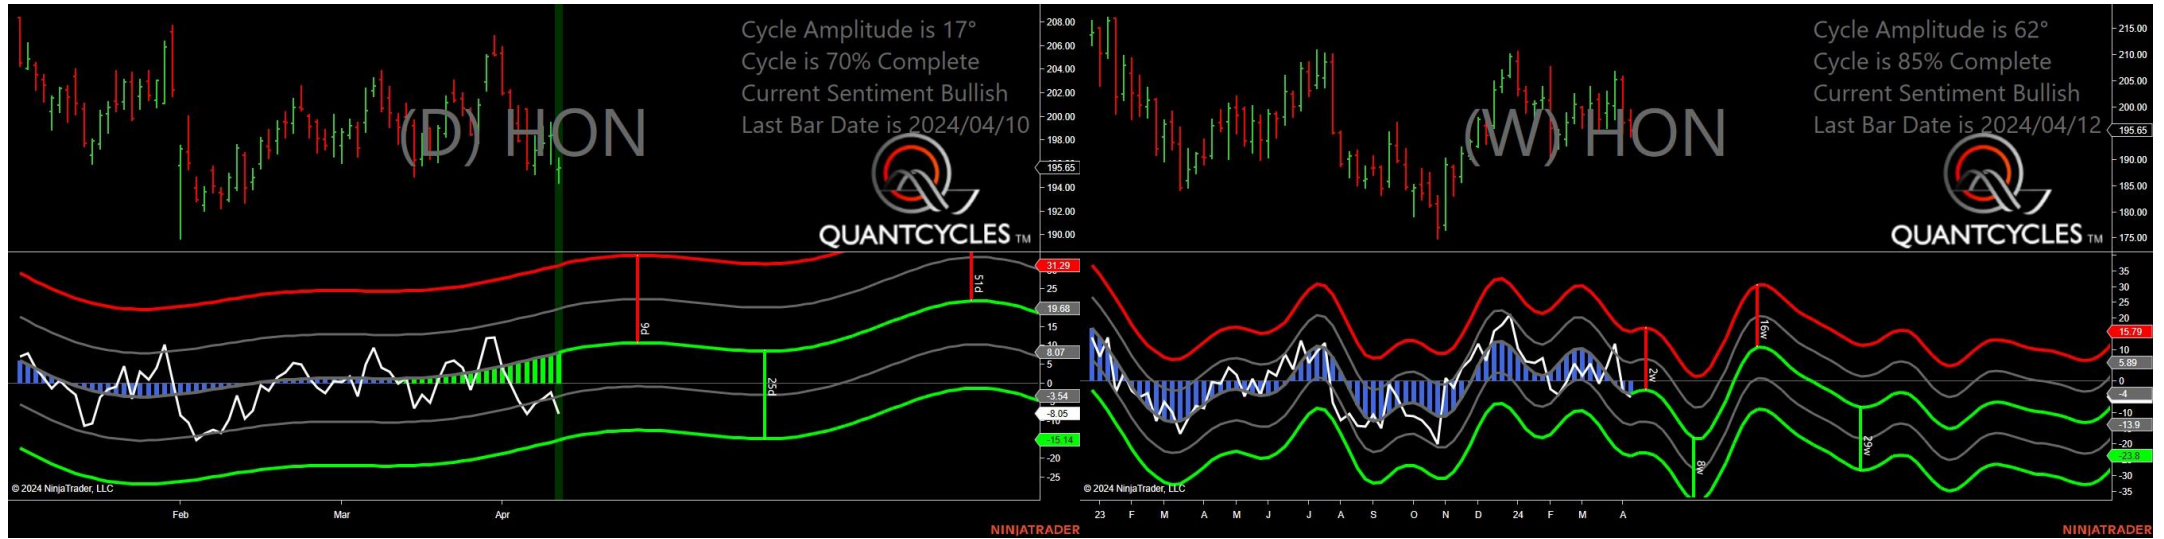 Cycle Amplitude is 17°
Cycle is 70% Complete
Current Sentiment Bullish
Last Bar Date is 2024/04/10
(D) HON
QUANTCYCLES TM
208.00
206.00
204.00
202.00
200.00
198.00
195.65
194.00
192.00
190.00
31.29
25
19.68
15
10
8.07
5
0
-3.54
-8.05
-10
-15.14
-20
-25
9d
25d
51d
© 2024 NinjaTrader, LLC
Feb Mar Apr
NINJATRADER
Cycle Amplitude is 62°
Cycle is 85% Complete
Current Sentiment Bullish
Last Bar Date is 2024/04/12
(W) HON
QUANTCYCLES TM
215.00
210.00
205.00
200.00
195.65
190.00
185.00
180.00
175.00
35
30
25
20
15.79
10
5.89
0
-4
-10
-13.9
-20
-23.8
-30
-35
2w
8w
16w
29w
© 2024 NinjaTrader, LLC
23 F M A M J J A S O N D 24 F M A
NINJATRADER